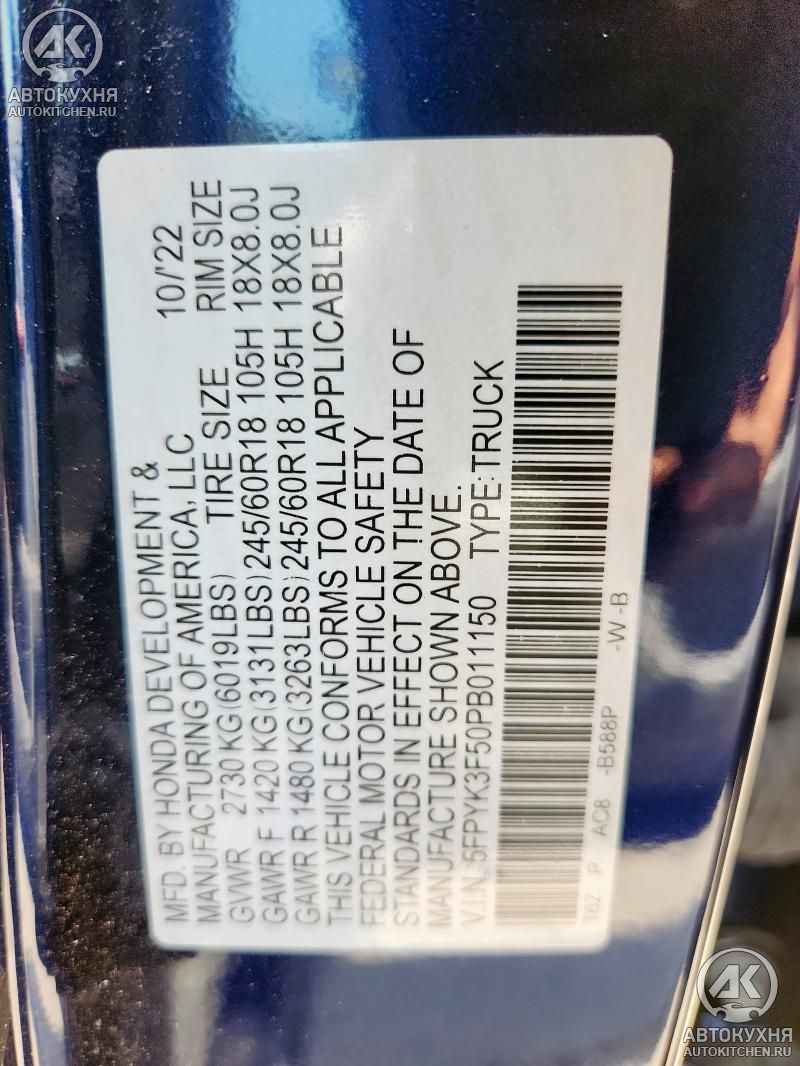 AK
АВТОКУХНЯ
AUTOKITCHEN.RU
MFD. BY HONDA DEVELOPMENT & 10/'22
MANUFACTURING OF AMERICA, LLC
GVWR 2730 KG(6019LBS) TIRE SIZE RIM SIZE
GAWR F 1420 KG(3131LBS)245/60R18 105H 18X8.0J
GAWR R 1480 KG(3263LBS)245/60R18 105H 18X8.0J
THIS VEHICLE CONFORMS TO ALL APPLICABLE
FEDERAL MOTOR VEHICLE SAFETY
STANDARDS IN EFFECT ON THE DATE OF
MANUFACTURE SHOWN ABOVE.
V.I.N.:5FPYK3F50PB011150 TYPE:TRUCK
T6Z P AC8 -B588P -W-B
AK
АВТОКУХНЯ
AUTOKITCHEN.RU